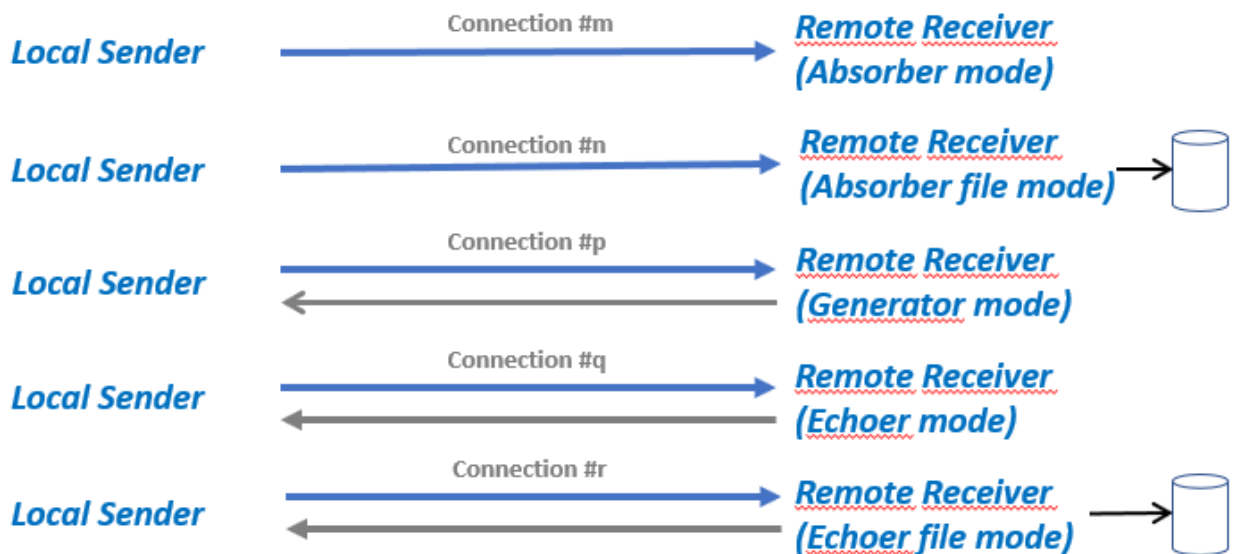 Connection #m
Local Sender
Remote Receiver
(Absorber mode)
Connection #n
Local Sender
Remote Receiver
(Absorber file mode)
Connection #p
Local Sender
Remote Receiver
(Generator mode)
Connection #q
Local Sender
Remote Receiver
(Echoer mode)
Connection #r
Local Sender
Remote Receiver
(Echoer file mode)